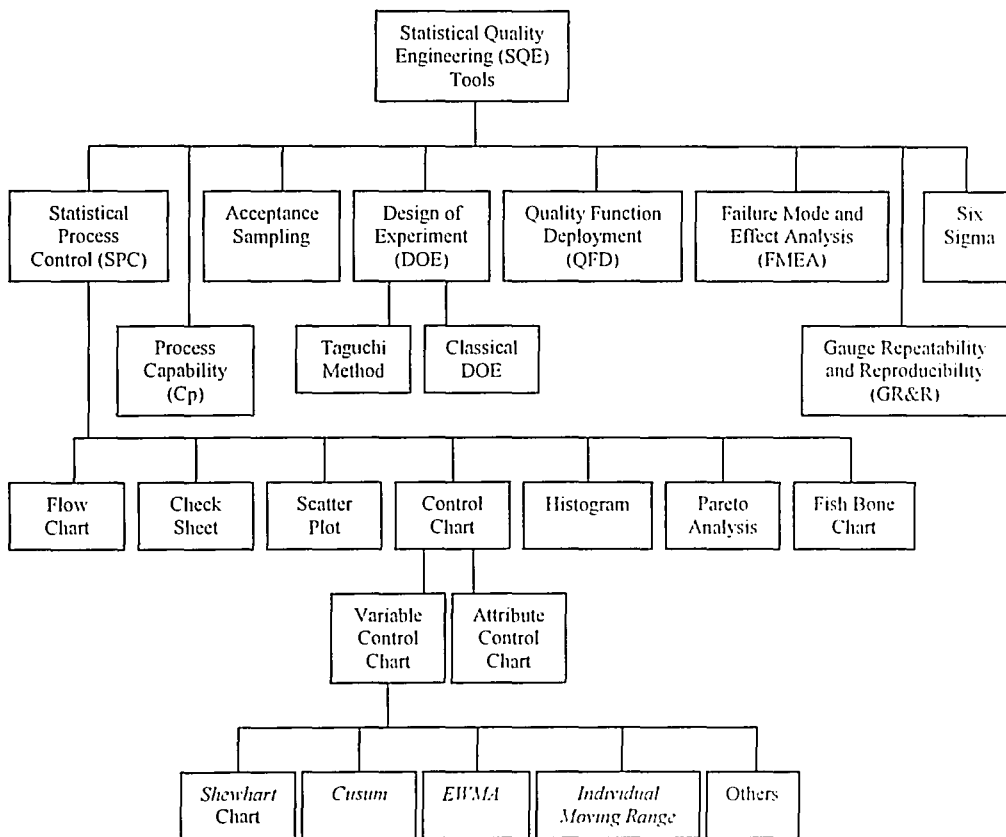 Statistical Quality
Engineering (SQE)
Tools
Statistical
Process
Control (SPC)
Acceptance
Sampling
Design of
Experiment
(DOE)
Quality Function
Deployment
(QFD)
Failure Mode and
Effect Analysis
(FMEA)
Six
Sigma
Process
Capability
(Cp)
Taguchi
Method
Classical
DOE
Gauge Repeatability
and Reproducibility
(GR&R)
Flow
Chart
Check
Sheet
Scatter
Plot
Control
Chart
Histogram
Pareto
Analysis
Fish Bone
Chart
Variable
Control
Chart
Attribute
Control
Chart
Shewhart
Chart
Cusum
EWMA
Individual
Moving Range
Others